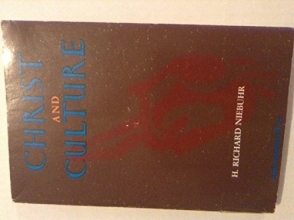 CHRIST
AND
CULTURE
H. RICHARD NIEBUHR